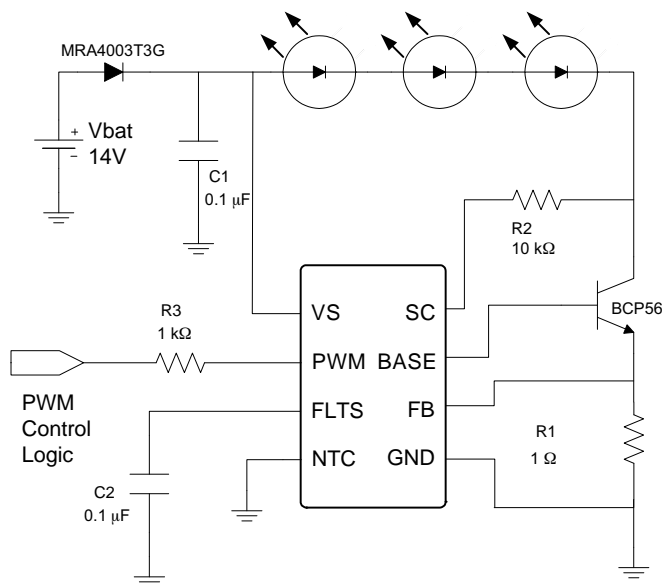 MRA4003T3G
+
−
Vbat
14V
C1
0.1 μF
R2
10 kΩ
BCP56
R3
1 kΩ
VS
SC
PWM
BASE
FLTS
FB
NTC
GND
PWM
Control
Logic
R1
1 Ω
C2
0.1 μF